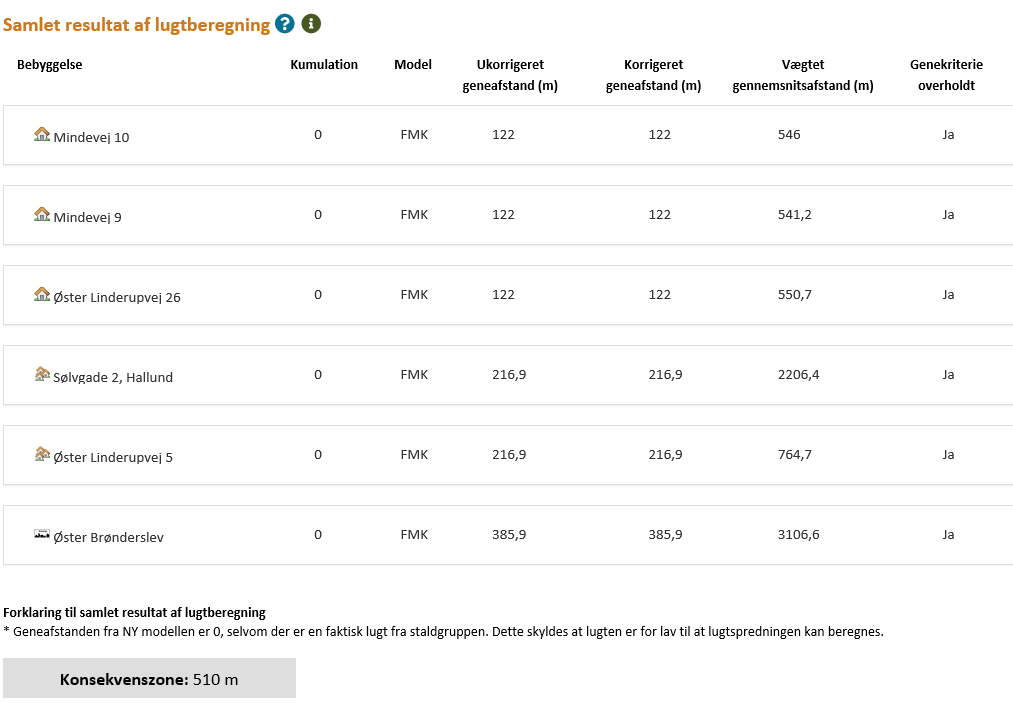 Samlet resultat af lugtberegning ? i
Bebyggelse Kumulation Model Ukorrigeret geneafstand (m) Korrigeret geneafstand (m) Vægtet gennemsnitsafstand (m) Genekriterie overholdt
Mindevej 10 0 FMK 122 122 546 Ja
Mindevej 9 0 FMK 122 122 541,2 Ja
Øster Linderupvej 26 0 FMK 122 122 550,7 Ja
Sølvgade 2, Hallund 0 FMK 216,9 216,9 2206,4 Ja
Øster Linderupvej 5 0 FMK 216,9 216,9 764,7 Ja
Øster Brønderslev 0 FMK 385,9 385,9 3106,6 Ja
Forklaring til samlet resultat af lugtberegning
* Geneafstanden fra NY modellen er 0, selvom der er en faktisk lugt fra staldgruppen. Dette skyldes at lugten er for lav til at lugtspredningen kan beregnes.
Konsekvenszone: 510 m